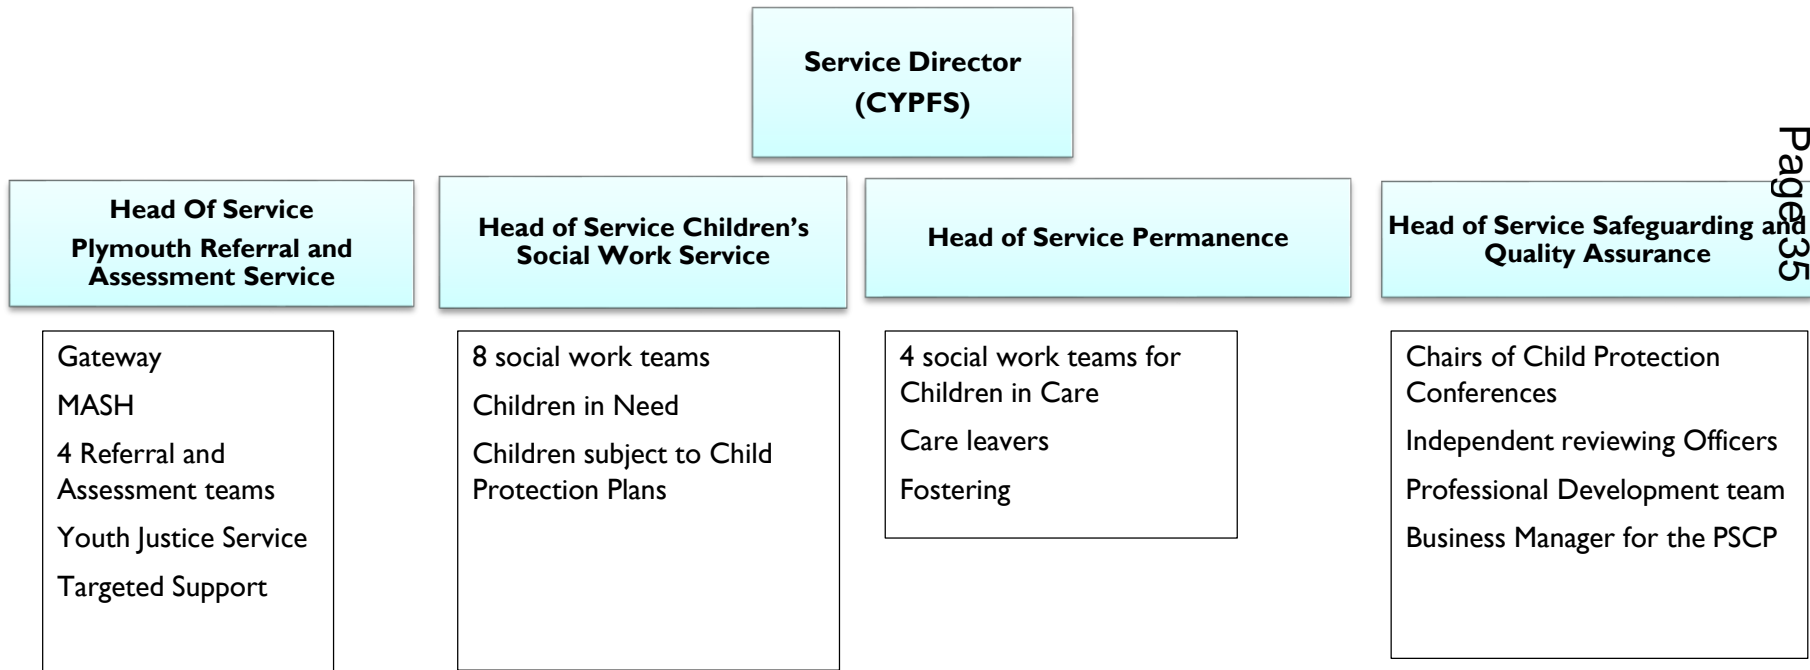 Service Director
(CYPFS)
Page 35
Head Of Service
Plymouth Referral and
Assessment Service
Head of Service Children’s
Social Work Service
Head of Service Permanence
Head of Service Safeguarding and
Quality Assurance
Gateway
MASH
4 Referral and
Assessment teams
Youth Justice Service
Targeted Support
8 social work teams
Children in Need
Children subject to Child
Protection Plans
4 social work teams for
Children in Care
Care leavers
Fostering
Chairs of Child Protection
Conferences
Independent reviewing Officers
Professional Development team
Business Manager for the PSCP